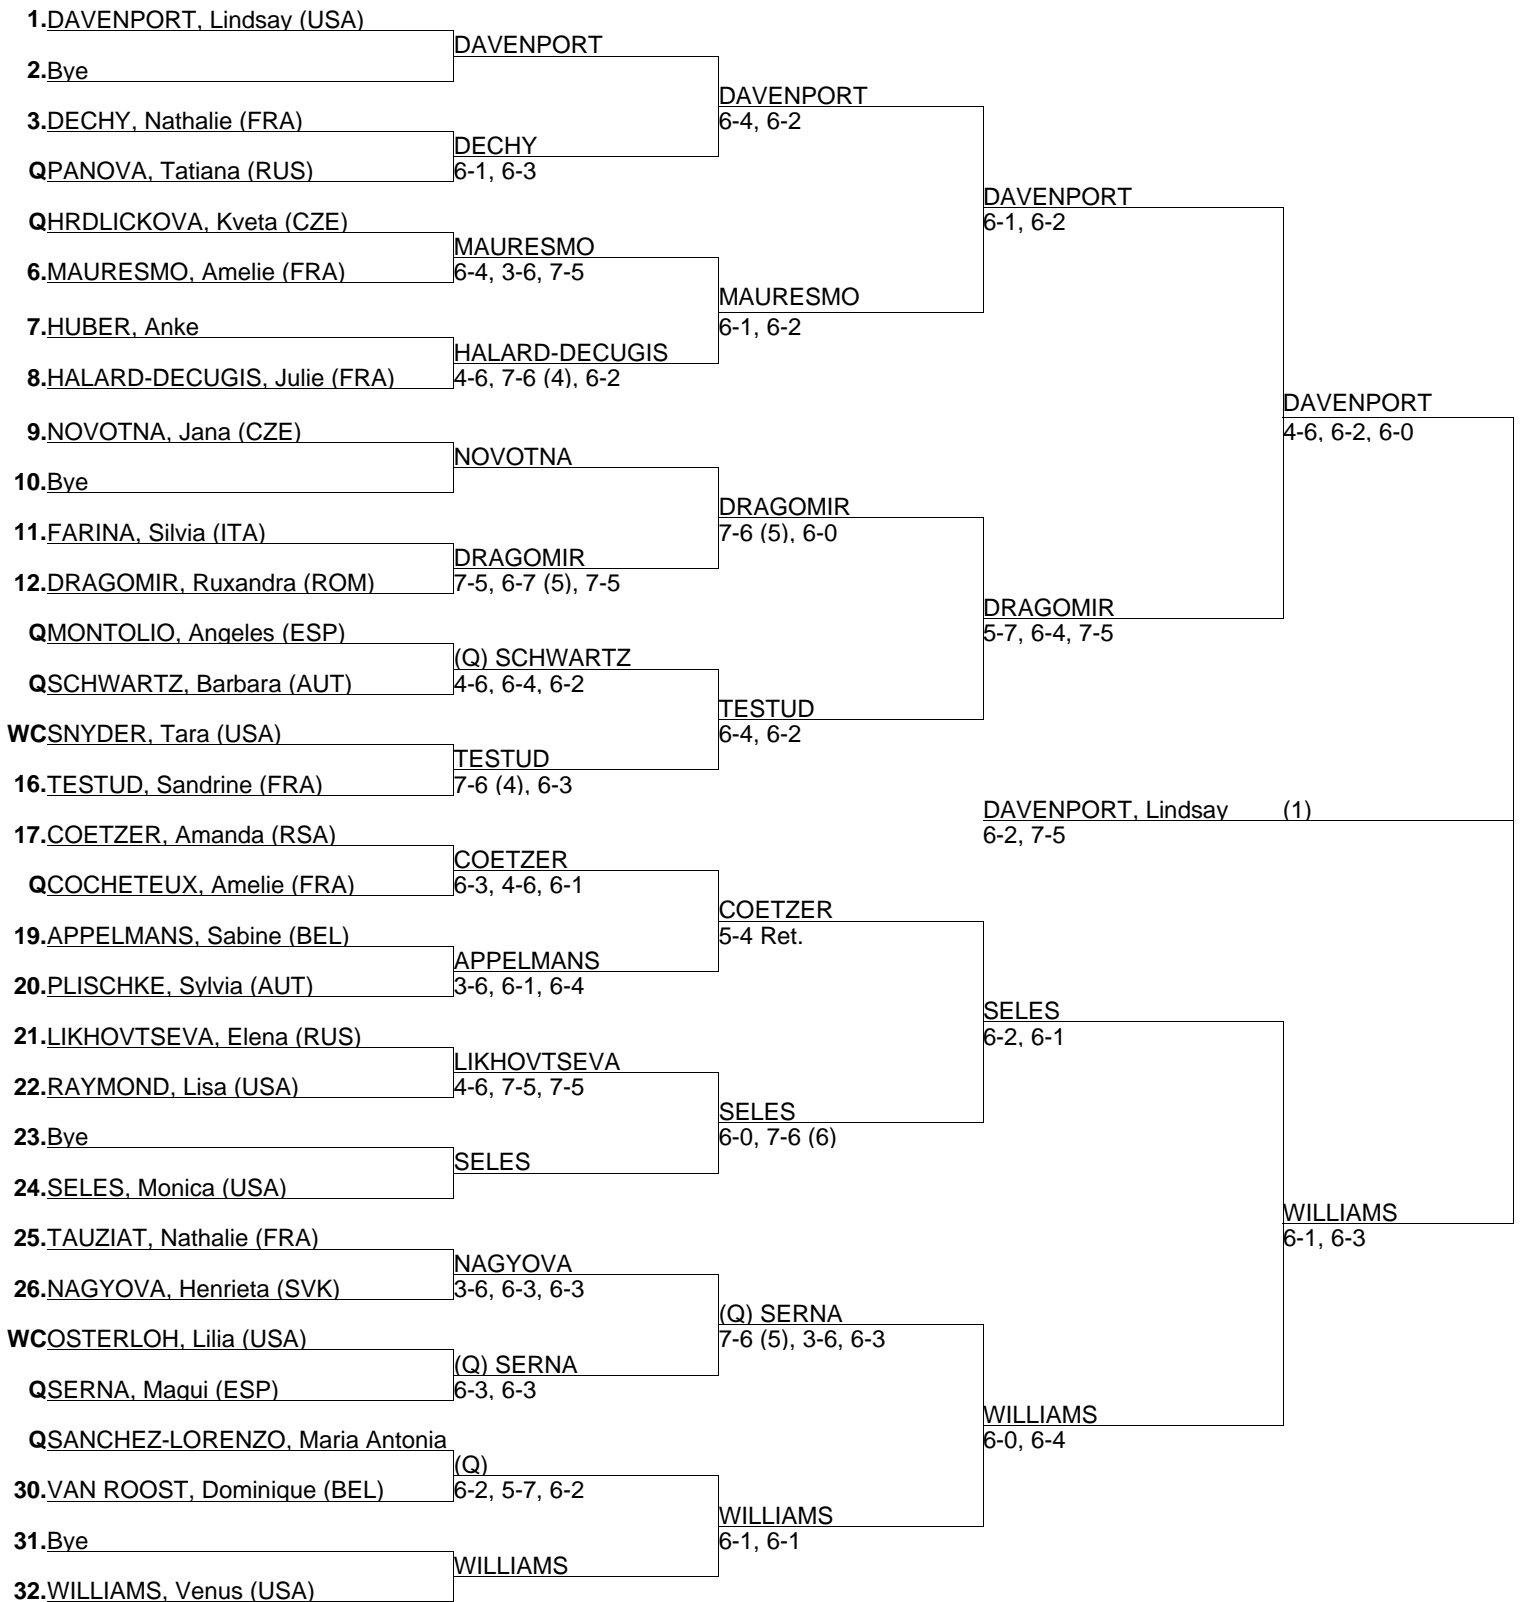 1.DAVENPORT, Lindsay (USA)
2.Bye
3.DECHY, Nathalie (FRA)
QPANOVA, Tatiana (RUS)
QHRDLICKOVA, Kveta (CZE)
6.MAURESMO, Amelie (FRA)
7.HUBER, Anke
8.HALARD-DECUGIS, Julie (FRA)
9.NOVOTNA, Jana (CZE)
10.Bye
11.FARINA, Silvia (ITA)
12.DRAGOMIR, Ruxandra (ROM)
QMONTOLIO, Angeles (ESP)
QSCHWARTZ, Barbara (AUT)
WCSNYDER, Tara (USA)
16.TESTUD, Sandrine (FRA)
17.COETZER, Amanda (RSA)
QCOCHETEUX, Amelie (FRA)
19.APPELMANS, Sabine (BEL)
20.PLISCHKE, Sylvia (AUT)
21.LIKHOVTSEVA, Elena (RUS)
22.RAYMOND, Lisa (USA)
23.Bye
24.SELES, Monica (USA)
25.TAUZIAT, Nathalie (FRA)
26.NAGYOVA, Henrieta (SVK)
WCOSTERLOH, Lilia (USA)
QSERNA, Magui (ESP)
QSANCHEZ-LORENZO, Maria Antonia
30.VAN ROOST, Dominique (BEL)
31.Bye
32.WILLIAMS, Venus (USA)
DAVENPORT
DECHY
6-1, 6-3
MAURESMO
6-4, 3-6, 7-5
HALARD-DECUGIS
4-6, 7-6 (4), 6-2
NOVOTNA
DRAGOMIR
7-5, 6-7 (5), 7-5
(Q) SCHWARTZ
4-6, 6-4, 6-2
TESTUD
7-6 (4), 6-3
COETZER
6-3, 4-6, 6-1
APPELMANS
3-6, 6-1, 6-4
LIKHOVTSEVA
4-6, 7-5, 7-5
SELES
NAGYOVA
3-6, 6-3, 6-3
(Q) SERNA
6-3, 6-3
(Q)
6-2, 5-7, 6-2
WILLIAMS
DAVENPORT
6-4, 6-2
MAURESMO
6-1, 6-2
DRAGOMIR
7-6 (5), 6-0
TESTUD
6-4, 6-2
COETZER
5-4 Ret.
SELES
6-0, 7-6 (6)
(Q) SERNA
7-6 (5), 3-6, 6-3
WILLIAMS
6-1, 6-1
DAVENPORT
6-1, 6-2
DRAGOMIR
5-7, 6-4, 7-5
SELES
6-2, 6-1
WILLIAMS
6-0, 6-4
DAVENPORT
4-6, 6-2, 6-0
WILLIAMS
6-1, 6-3
DAVENPORT, Lindsay (1)
6-2, 7-5